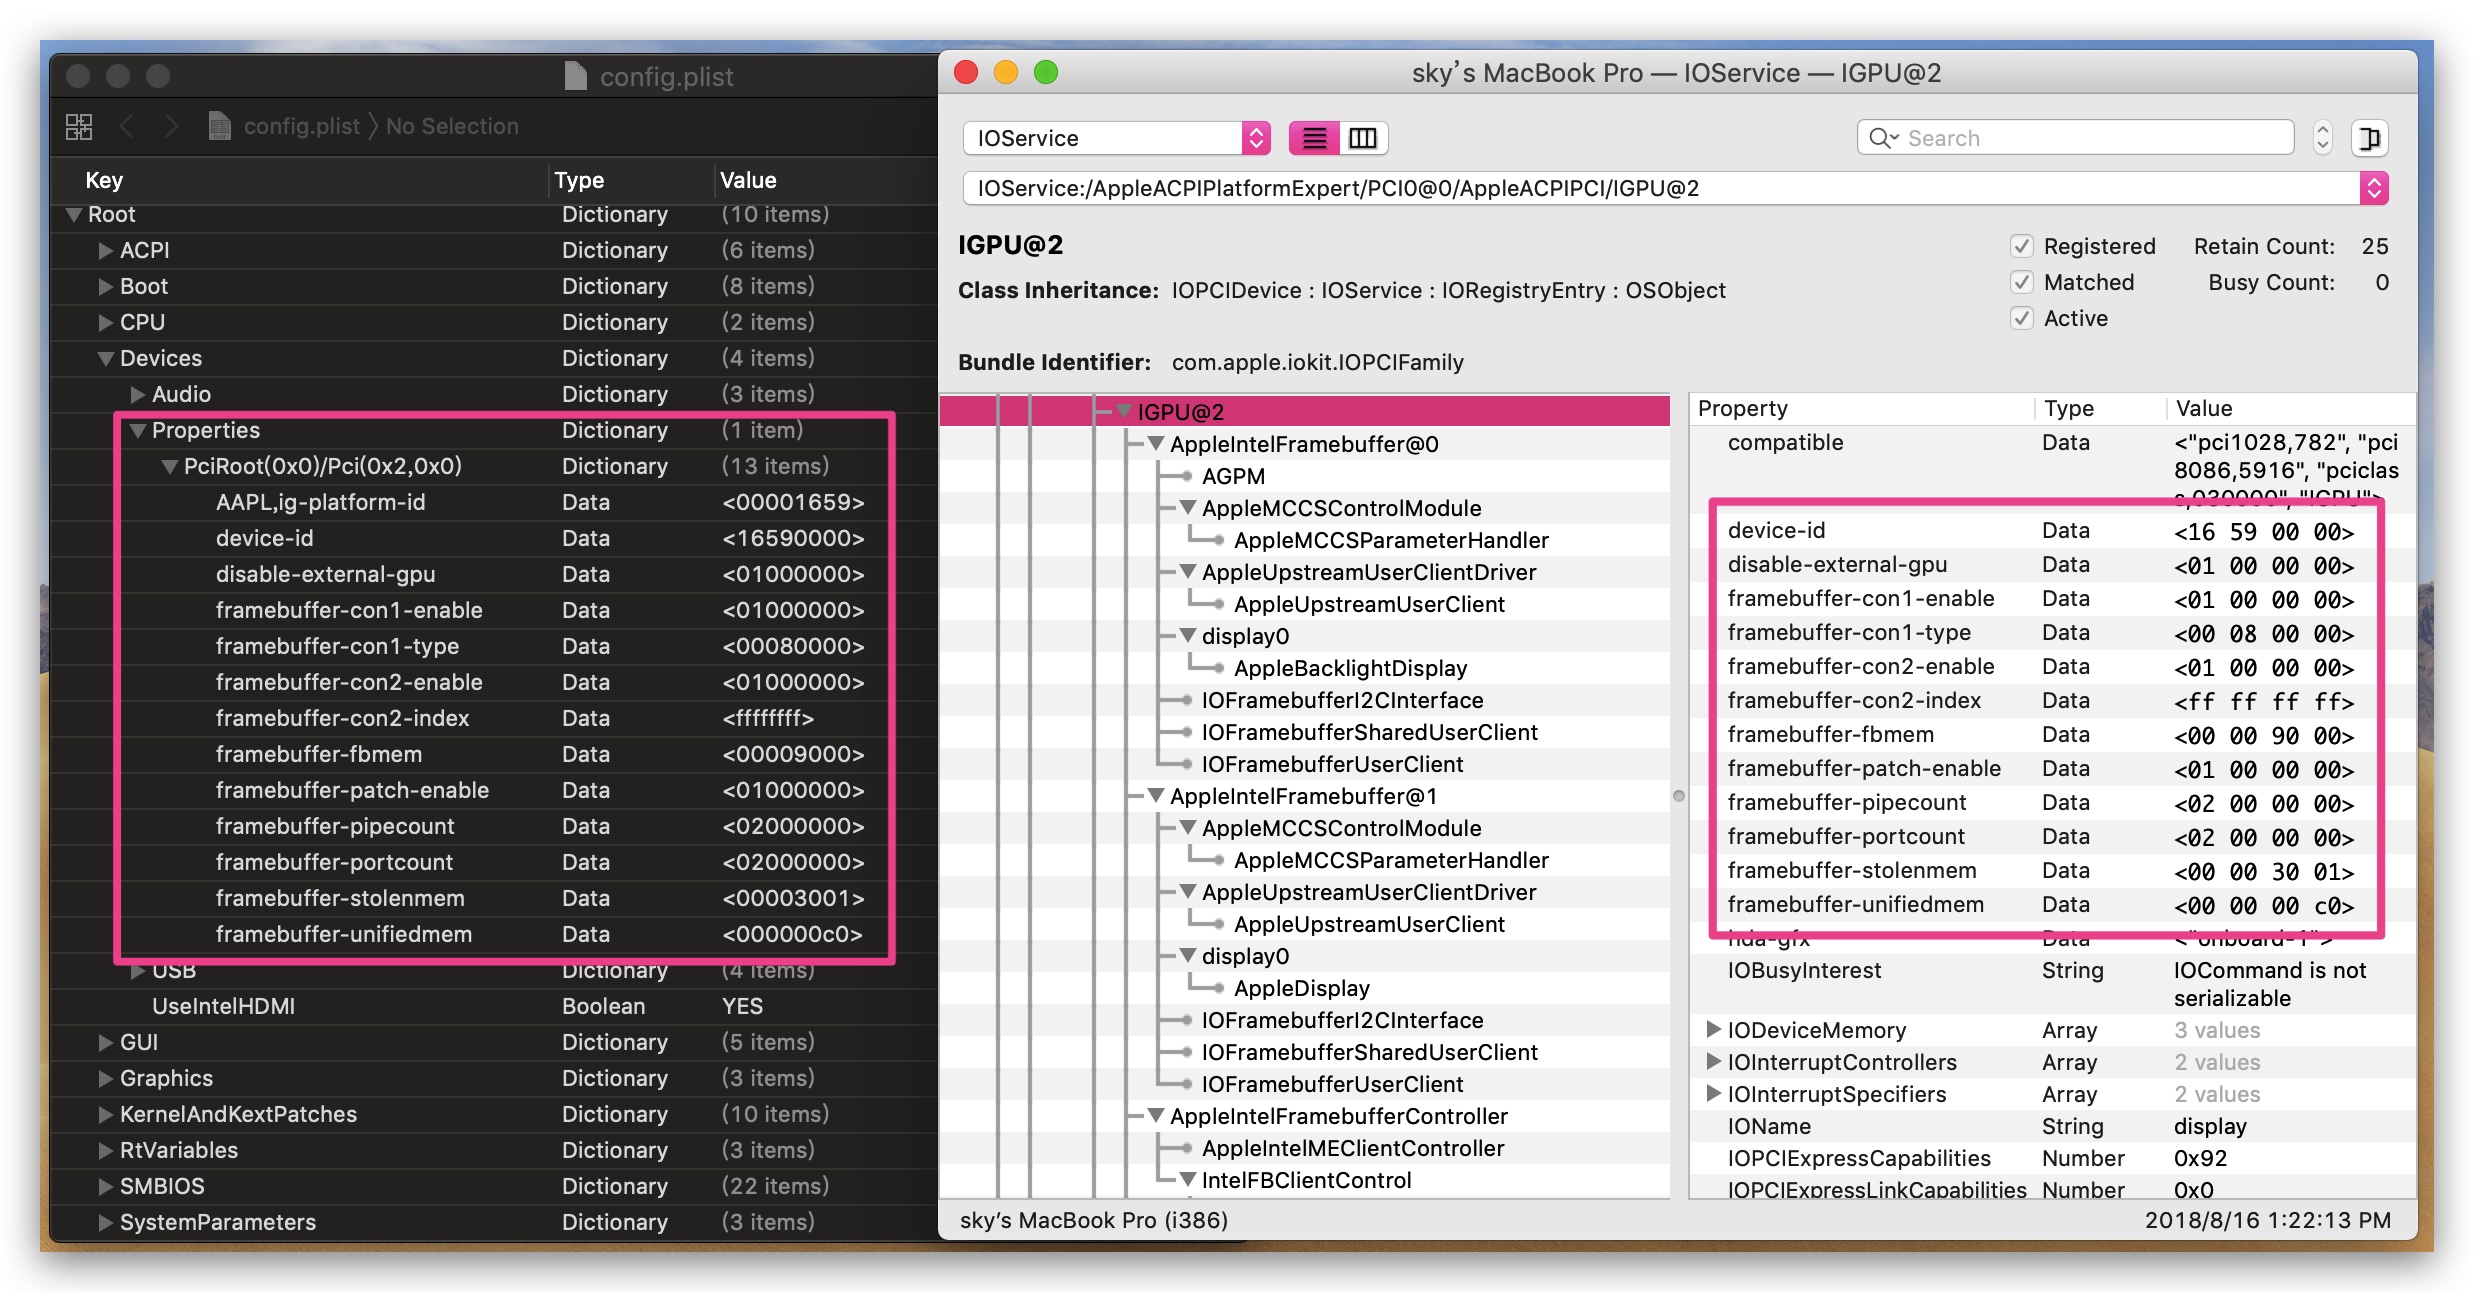 config.plist
config.plist 〉 No Selection
Key Type Value
Root Dictionary (10 items)
ACPI Dictionary (6 items)
Boot Dictionary (8 items)
CPU Dictionary (2 items)
Devices Dictionary (4 items)
Audio Dictionary (3 items)
Properties Dictionary (1 item)
PciRoot(0x0)/Pci(0x2,0x0) Dictionary (13 items)
AAPL,ig-platform-id Data <00001659>
device-id Data <16590000>
disable-external-gpu Data <01000000>
framebuffer-con1-enable Data <01000000>
framebuffer-con1-type Data <00080000>
framebuffer-con2-enable Data <01000000>
framebuffer-con2-index Data <ffffffff>
framebuffer-fbmem Data <00009000>
framebuffer-patch-enable Data <01000000>
framebuffer-pipecount Data <02000000>
framebuffer-portcount Data <02000000>
framebuffer-stolenmem Data <00003001>
framebuffer-unifiedmem Data <000000c0>
USB Dictionary (4 items)
UseIntelHDMI Boolean YES
GUI Dictionary (5 items)
Graphics Dictionary (3 items)
KernelAndKextPatches Dictionary (10 items)
RtVariables Dictionary (3 items)
SMBIOS Dictionary (22 items)
SystemParameters Dictionary (3 items)
sky's MacBook Pro — IOService — IGPU@2
IOService Search
IOService:/AppleACPIPlatformExpert/PCI0@0/AppleACPIPCI/IGPU@2
IGPU@2 Registered Retain Count: 25
Class Inheritance: IOPCIDevice : IOService : IORegistryEntry : OSObject Matched Busy Count: 0
Active
Bundle Identifier: com.apple.iokit.IOPCIFamily
IGPU@2
AppleIntelFramebuffer@0
AGPM
AppleMCCSControlModule
AppleMCCSParameterHandler
AppleUpstreamUserClientDriver
AppleUpstreamUserClient
display0
AppleBacklightDisplay
IOFramebufferI2CInterface
IOFramebufferSharedUserClient
IOFramebufferUserClient
AppleIntelFramebuffer@1
AppleMCCSControlModule
AppleMCCSParameterHandler
AppleUpstreamUserClientDriver
AppleUpstreamUserClient
display0
AppleDisplay
IOFramebufferI2CInterface
IOFramebufferSharedUserClient
IOFramebufferUserClient
AppleIntelFramebufferController
AppleIntelMEClientController
IntelFBClientControl
Property Type Value
compatible Data <"pci1028,782", "pci
8086,5916", "pciclas
s,030000", "IGPU">
device-id Data <16 59 00 00>
disable-external-gpu Data <01 00 00 00>
framebuffer-con1-enable Data <01 00 00 00>
framebuffer-con1-type Data <00 08 00 00>
framebuffer-con2-enable Data <01 00 00 00>
framebuffer-con2-index Data <ff ff ff ff>
framebuffer-fbmem Data <00 00 90 00>
framebuffer-patch-enable Data <01 00 00 00>
framebuffer-pipecount Data <02 00 00 00>
framebuffer-portcount Data <02 00 00 00>
framebuffer-stolenmem Data <00 00 30 01>
framebuffer-unifiedmem Data <00 00 00 c0>
hda-gfx Data <"onboard-1">
IOBusyInterest String IOCommand is not
serializable
IODeviceMemory Array 3 values
IOInterruptControllers Array 2 values
IOInterruptSpecifiers Array 2 values
IOName String display
IOPCIExpressCapabilities Number 0x92
IOPCIExpressLinkCapabilities Number 0x0
sky's MacBook Pro (i386) 2018/8/16 1:22:13 PM